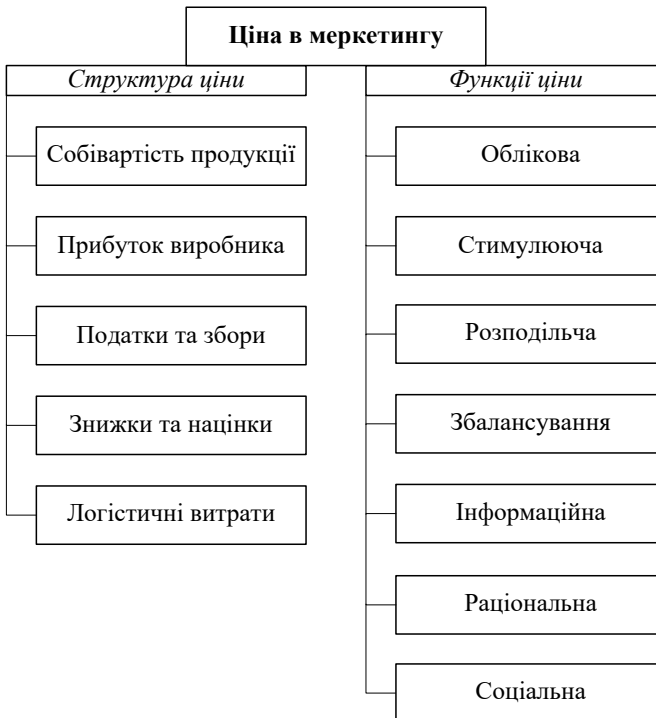 Ціна в меркетингу
Структура ціни
Собівартість продукції
Прибуток виробника
Податки та збори
Знижки та націнки
Логістичні витрати
Функції ціни
Облікова
Стимулююча
Розподільча
Збалансування
Інформаційна
Раціональна
Соціальна